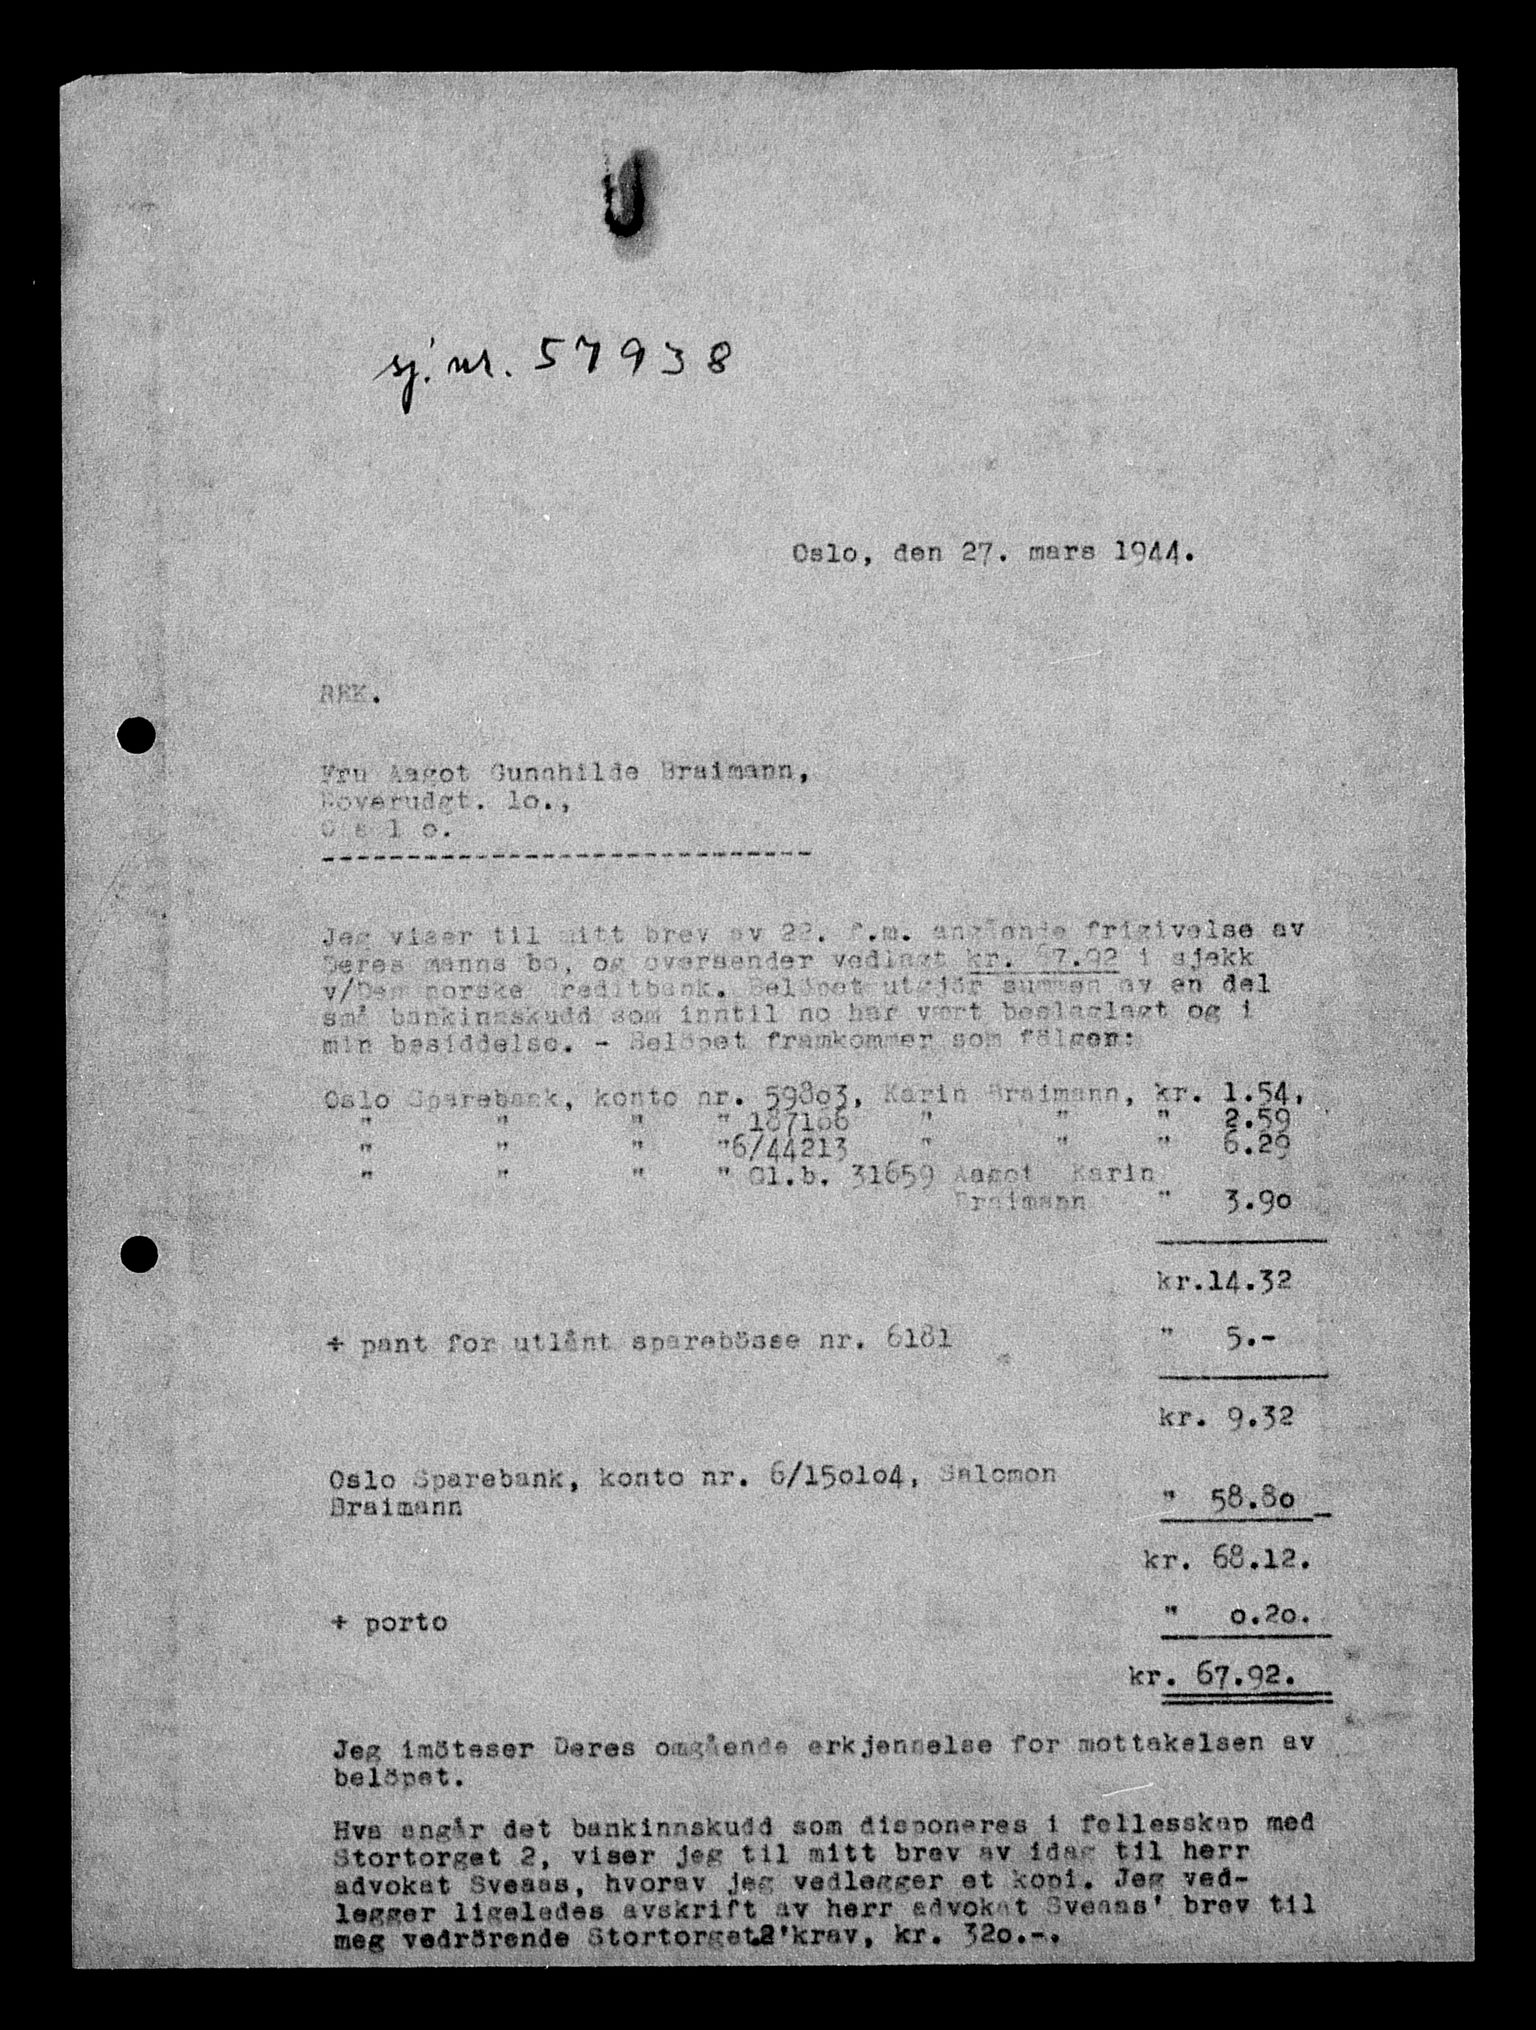 sj. nr. 57938
Oslo, den 27. mars 1944.
REK.
Fru Aagot Gunnhilde Braimann,
Hoverudgt. lo.,
O s l o.
-----------------------------
Jeg viser til mitt brev av 22. f.m. angående frigivelse av
Deres manns bo, og oversender vedlagt kr. 67.92 i sjekk
v/Den norske Creditbank. Belöpet utgjör summen av en del
små bankinnskudd som inntil no har vært beslaglagt og i
min besiddelse. - Belöpet framkommer som fölgen:
Oslo Sparebank, konto nr. 598o3, Karin Braimann, kr. 1.54,
" " " " 187166 " " " 2.59
" " " "6/44213 " " " 6.29
" " " " Gl.b. 31659 Aagot Karin
Braimann " 3.9o
kr.14.32
÷ pant for utlånt sparebösse nr. 6181 " 5.-
kr. 9.32
Oslo Sparebank, konto nr. 6/15olo4, Salomon
Braimann " 58.8o
kr. 68.12.
÷ porto " o.2o.
kr. 67.92.
Jeg imöteser Deres omgående erkjennelse for mottakelsen av
belöpet.
Hva angår det bankinnskudd som disponeres i fellesskap med
Stortorget 2, viser jeg til mitt brev av idag til herr
advokat Sveaas, hvorav jeg vedlegger et kopi. Jeg ved-
legger ligeledes avskrift av herr advokat Sveaas' brev til
meg vedrörende Stortorget 2' krav, kr. 32o.-.